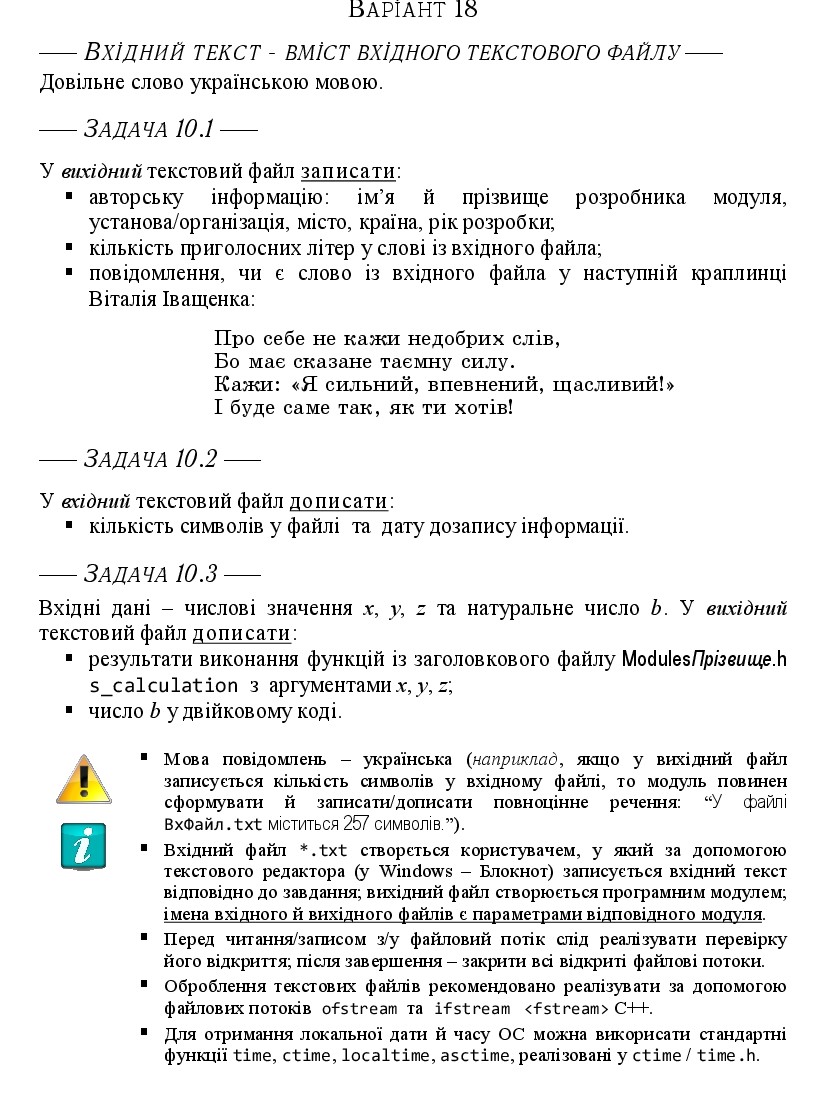 ВАРІАНТ 18
—— ВХІДНИЙ ТЕКСТ - ВМІСТ ВХІДНОГО ТЕКСТОВОГО ФАЙЛУ ——
Довільне слово українською мовою.
—— ЗАДАЧА 10.1 ——
У вихідний текстовий файл записати:
▪ авторську інформацію: ім’я й прізвище розробника модуля,
установа/організація, місто, країна, рік розробки;
▪ кількість приголосних літер у слові із вхідного файла;
▪ повідомлення, чи є слово із вхідного файла у наступній краплинці
Віталія Іващенка:
Про себе не кажи недобрих слів,
Бо має сказане таємну силу.
Кажи: «Я сильний, впевнений, щасливий!»
І буде саме так, як ти хотів!
—— ЗАДАЧА 10.2 ——
У вхідний текстовий файл дописати:
▪ кількість символів у файлі та дату дозапису інформації.
—— ЗАДАЧА 10.3 ——
Вхідні дані – числові значення x, y, z та натуральне число b. У вихідний
текстовий файл дописати:
▪ результати виконання функцій із заголовкового файлу ModulesПрізвище.h
s_calculation з аргументами x, y, z;
▪ число b у двійковому коді.
▪ Мова повідомлень – українська (наприклад, якщо у вихідний файл
записується кількість символів у вхідному файлі, то модуль повинен
сформувати й записати/дописати повноцінне речення: “У файлі
ВхФайл.txt міститься 257 символів.”).
▪ Вхідний файл *.txt створється користувачем, у який за допомогою
текстового редактора (у Windows – Блокнот) записується вхідний текст
відповідно до завдання; вихідний файл створюється програмним модулем;
імена вхідного й вихідного файлів є параметрами відповідного модуля.
▪ Перед читання/записом з/у файловий потік слід реалізувати перевірку
його відкриття; після завершення – закрити всі відкриті файлові потоки.
▪ Оброблення текстових файлів рекомендовано реалізувати за допомогою
файлових потоків ofstream та ifstream <fstream> С++.
▪ Для отримання локальної дати й часу ОС можна використати стандартні
функції time, ctime, localtime, asctime, реалізовані у ctime / time.h.